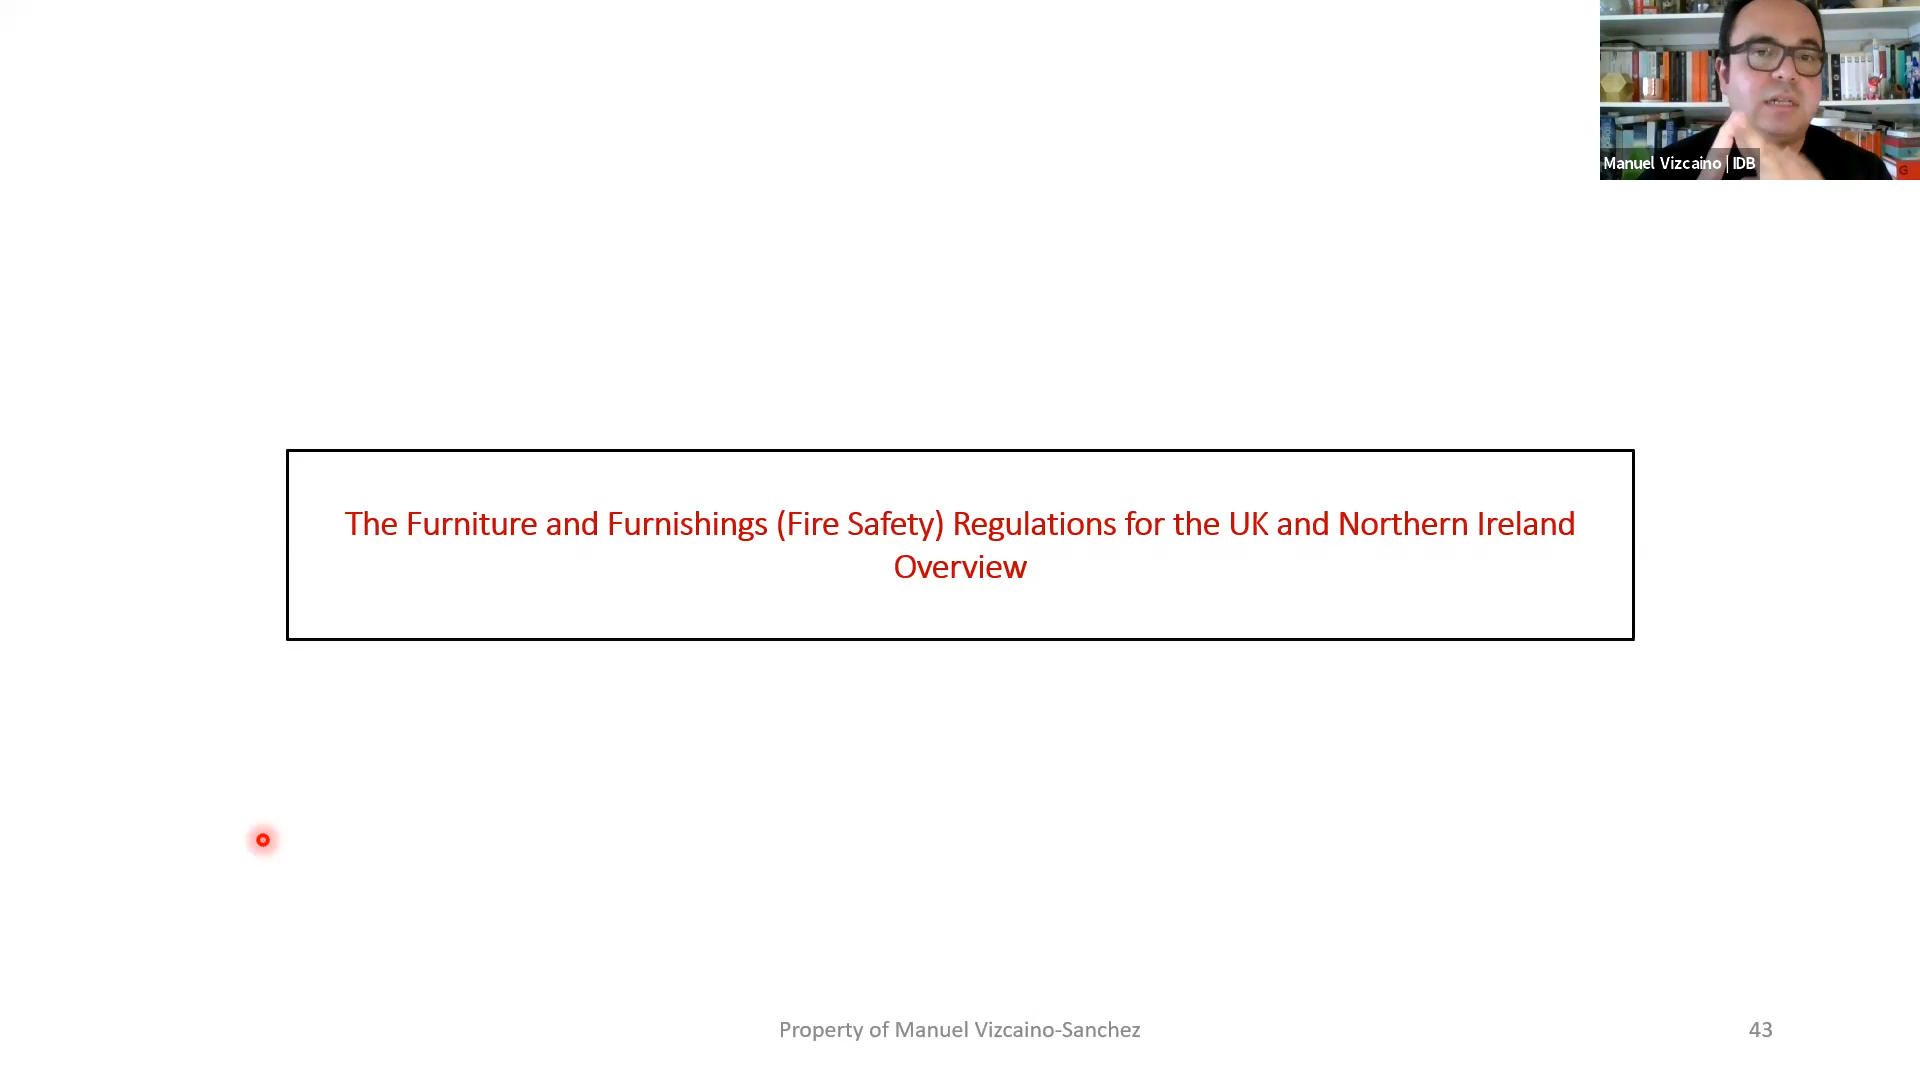 Manuel Vizcaino | IDB
The Furniture and Furnishings (Fire Safety) Regulations for the UK and Northern Ireland
Overview
Property of Manuel Vizcaino-Sanchez
43